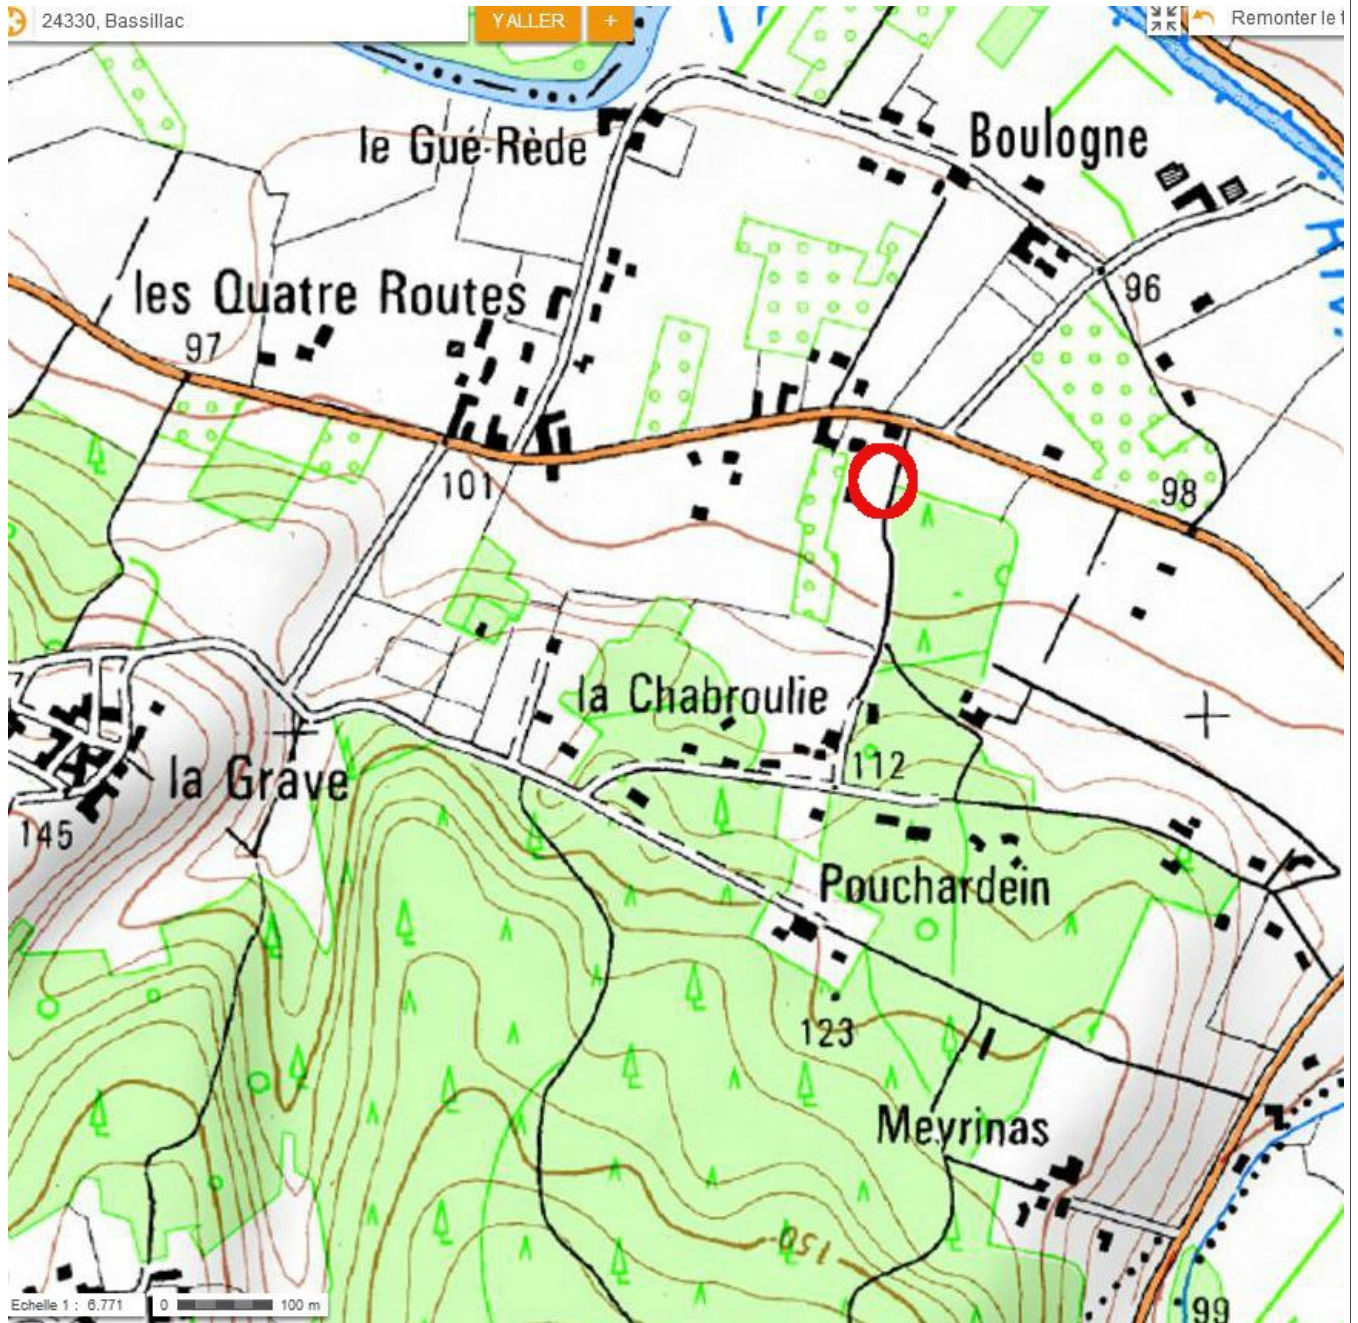 24330, Bassillac
YALLER
+
Remonter le t
le Gué-Rède
Boulogne
les Quatre Routes
96
97
101
98
la Chabroulie
la Grave
112
145
Pouchardein
123
Meyrinas
150
99
Echelle 1 : 6.771
0
100 m